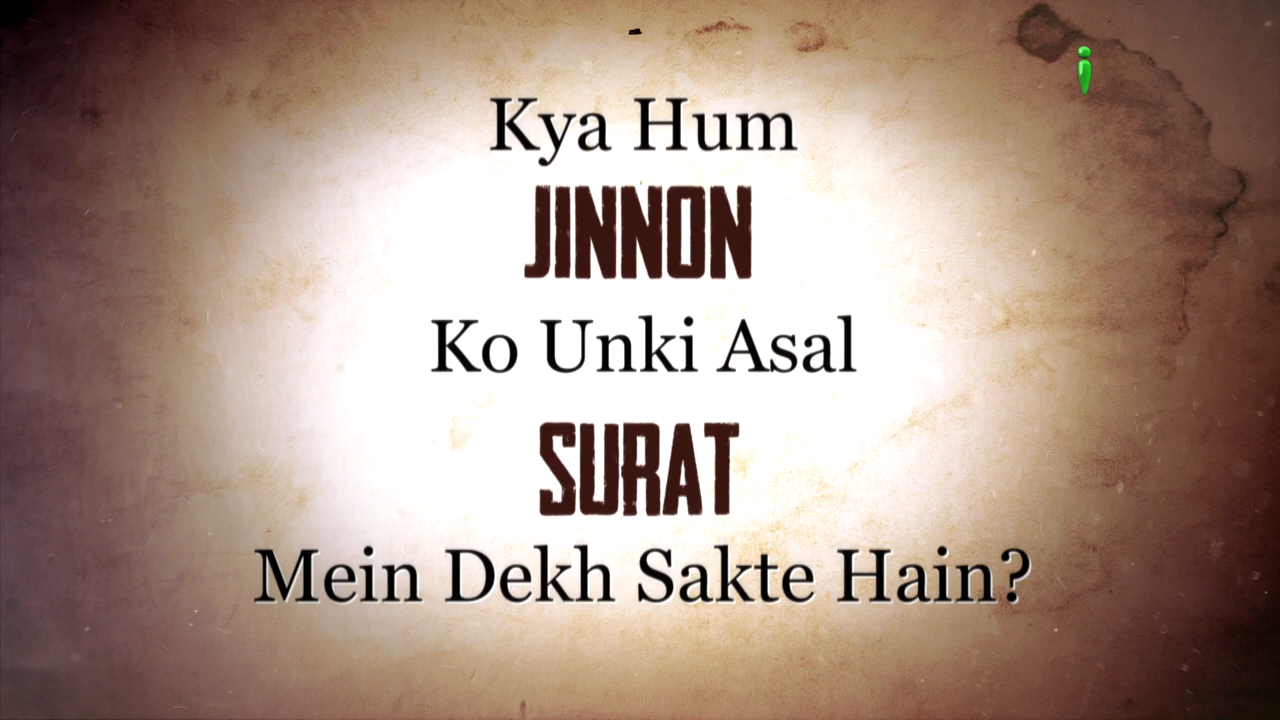 Kya Hum
JINNON
Ko Unki Asal
SURAT
Mein Dekh Sakte Hain?